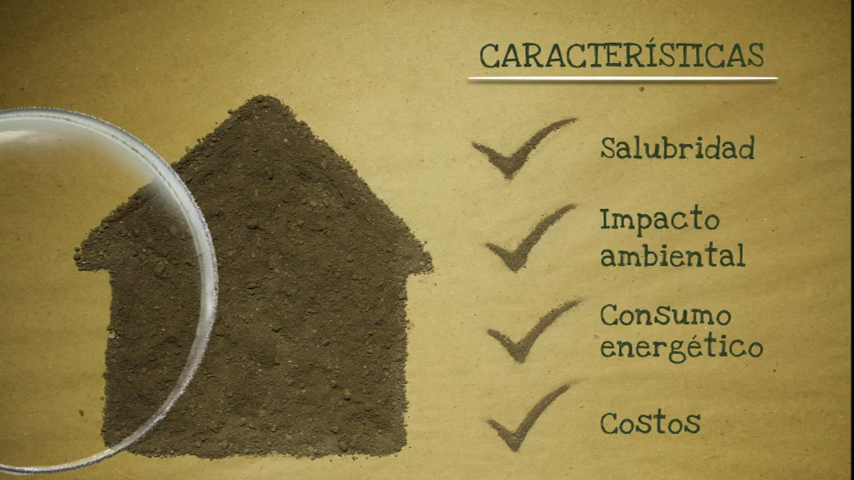 CARACTERÍSTICAS
Salubridad
Impacto
ambiental
Consumo
energético
Costos